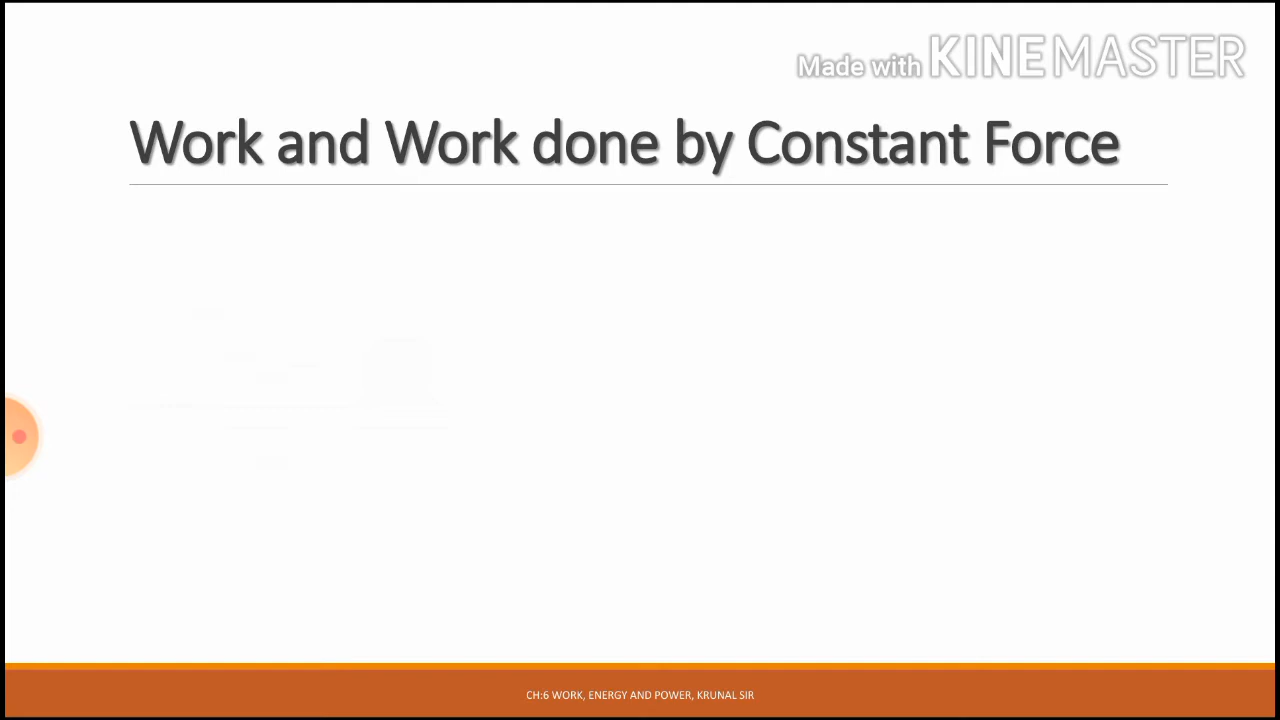 Made with KINEMASTER
Work and Work done by Constant Force
CH:6 WORK, ENERGY AND POWER, KRUNAL SIR